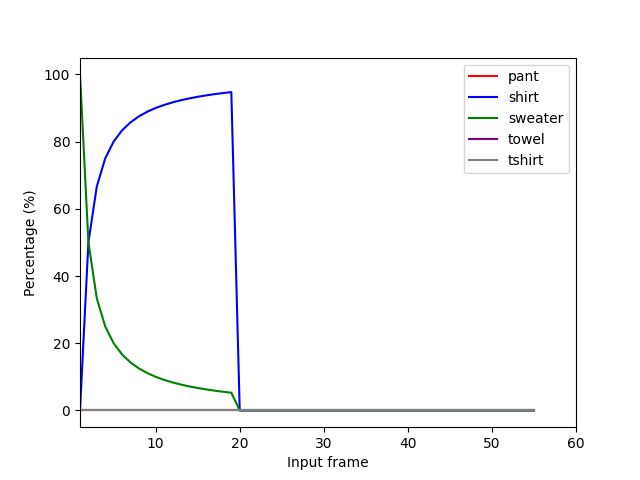 100
80
60
40
20
0
Percentage (%)
10 20 30 40 50 60
Input frame
pant
shirt
sweater
towel
tshirt